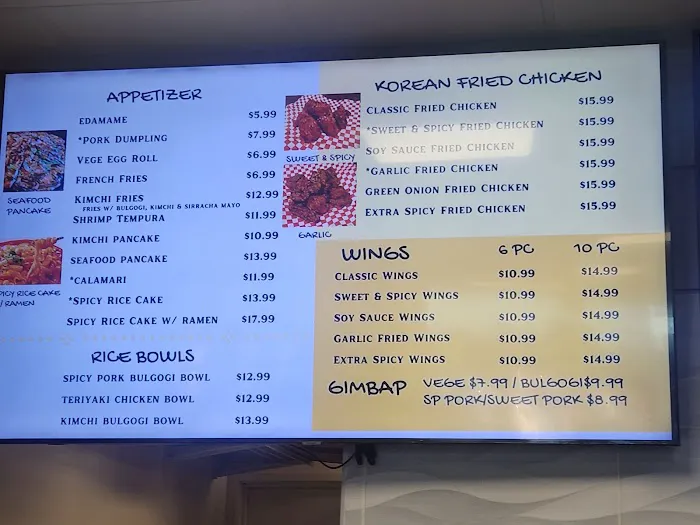 APPETIZER
EDAMAME $5.99
*PORK DUMPLING $7.99
VEGE EGG ROLL $6.99
FRENCH FRIES $6.99
KIMCHI FRIES $12.99
FRIES W/ BULGOGI, KIMCHI & SIRRACHA MAYO
SHRIMP TEMPURA $11.99
KIMCHI PANCAKE $10.99
SEAFOOD PANCAKE $13.99
*CALAMARI $11.99
*SPICY RICE CAKE $13.99
SPICY RICE CAKE W/ RAMEN $17.99
SEAFOOD
PANCAKE
PICY RICE CAKE
/ RAMEN
RICE BOWLS
SPICY PORK BULGOGI BOWL $12.99
TERIYAKI CHICKEN BOWL $12.99
KIMCHI BULGOGI BOWL $13.99
KOREAN FRIED CHICKEN
CLASSIC FRIED CHICKEN $15.99
*SWEET & SPICY FRIED CHICKEN $15.99
SOY SAUCE FRIED CHICKEN $15.99
*GARLIC FRIED CHICKEN $15.99
GREEN ONION FRIED CHICKEN $15.99
EXTRA SPICY FRIED CHICKEN $15.99
SWEET & SPICY
GARLIC
WINGS 6 PC 10 PC
CLASSIC WINGS $10.99 $14.99
SWEET & SPICY WINGS $10.99 $14.99
SOY SAUCE WINGS $10.99 $14.99
GARLIC FRIED WINGS $10.99 $14.99
EXTRA SPICY WINGS $10.99 $14.99
GIMBAP VEGE $7.99 / BULGOGI $9.99
SP PORK/SWEET PORK $8.99